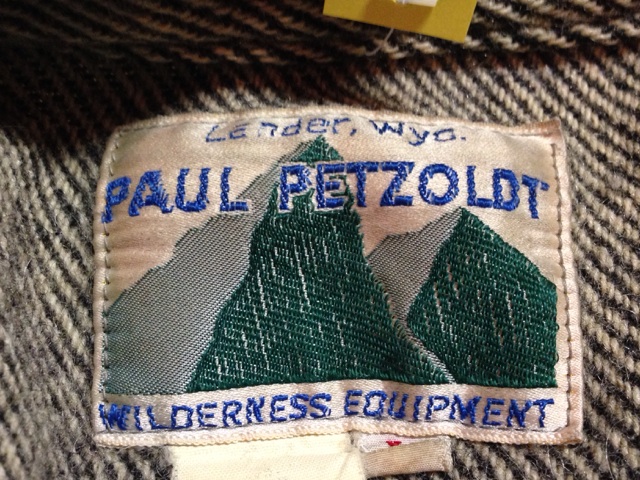 Lander, Wyo.
PAUL PETZOLDT
WILDERNESS EQUIPMENT